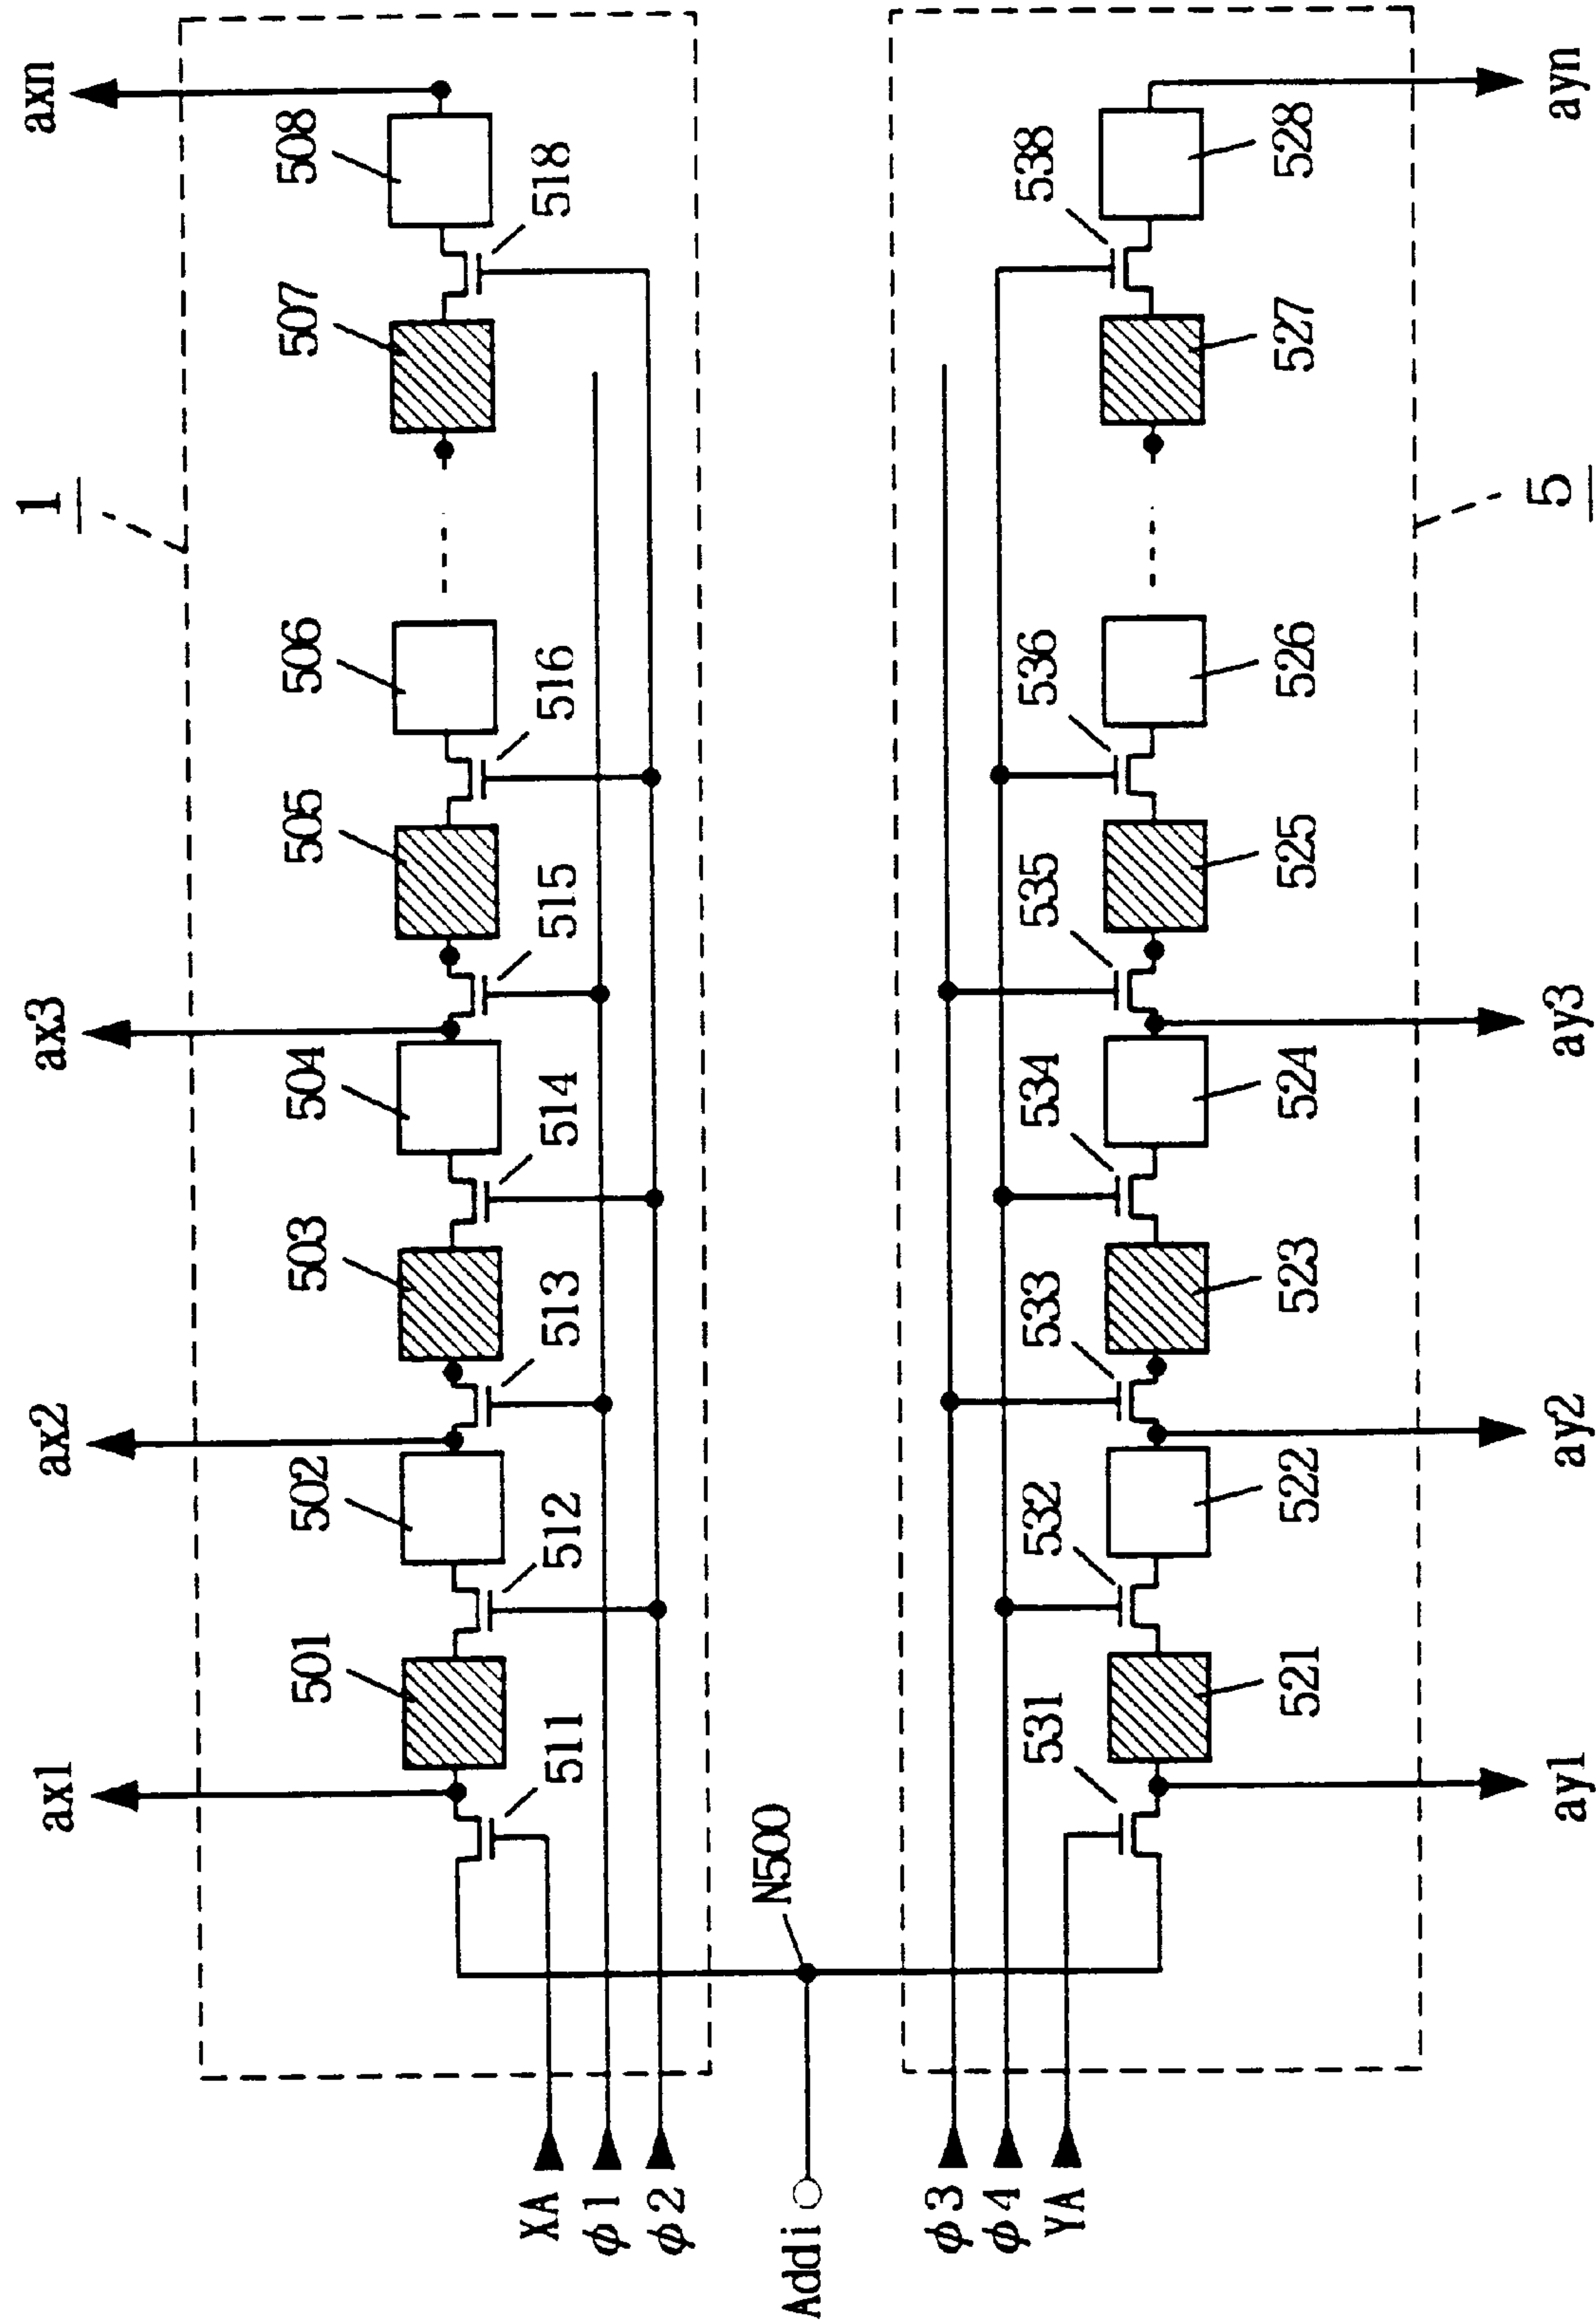 ax1 ax2 ax3 axn
1
501 502 503 504 505 506 507 508
511 512 513 514 515 516 518
XA
φ1
φ2
N500
Addi
φ3
φ4
YA
531 532 533 534 535 536 538
521 522 523 524 525 526 527 528
5
ay1 ay2 ay3 ayn